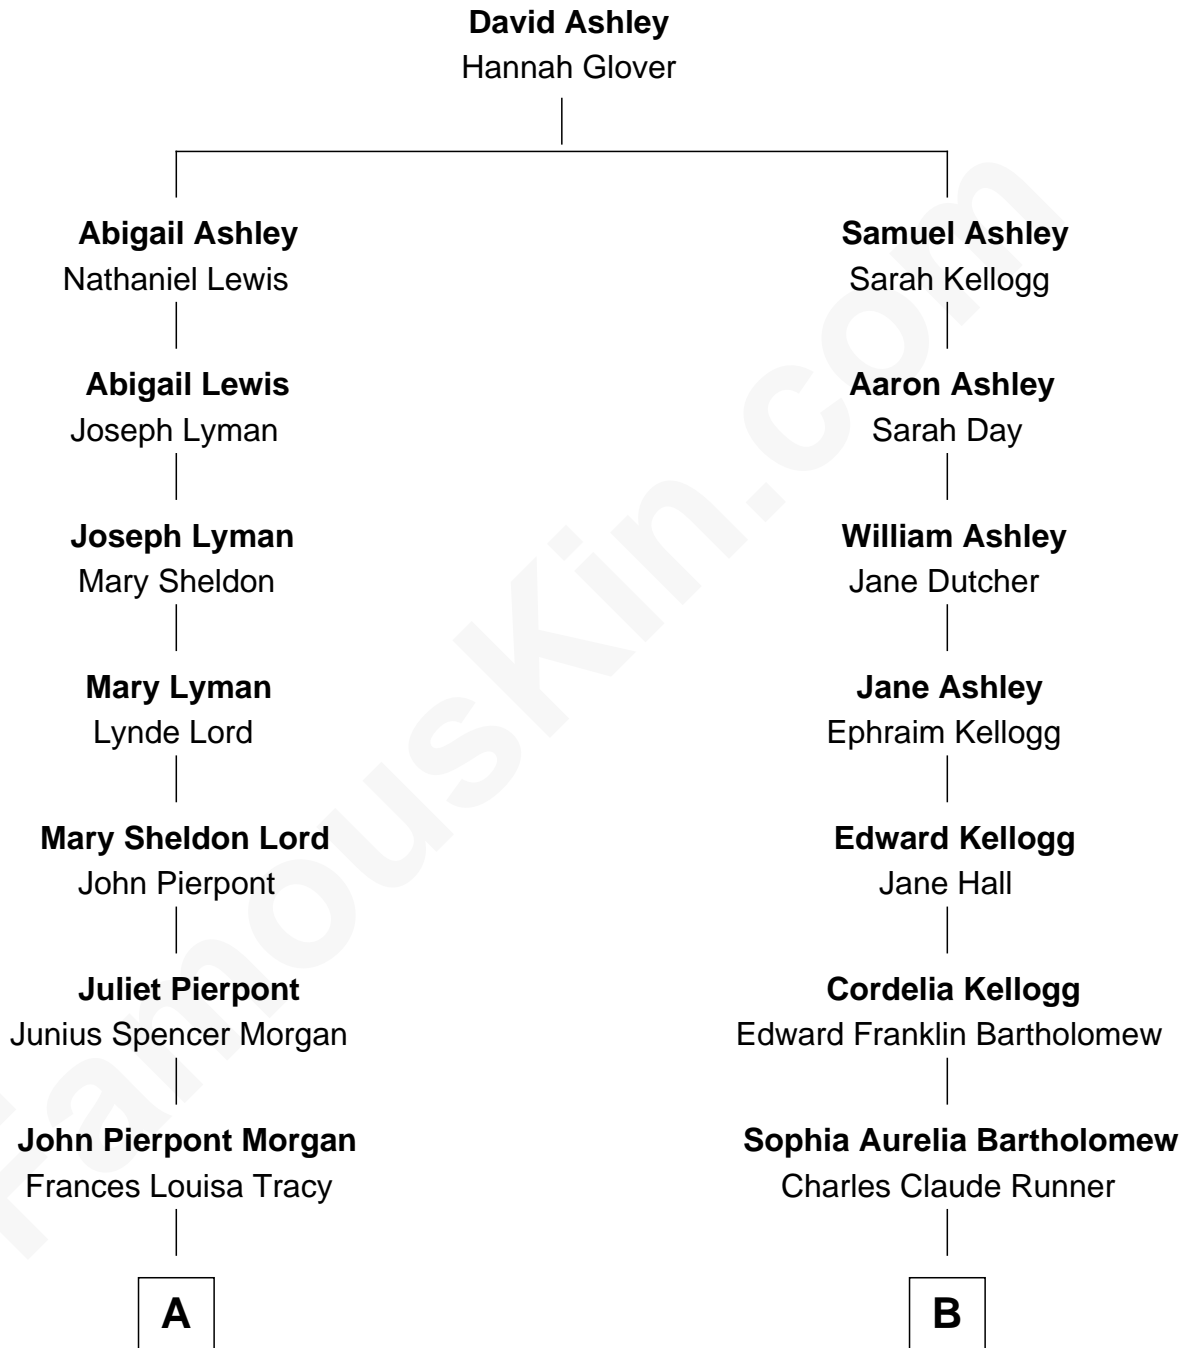 David Ashley
Hannah Glover
Abigail Ashley
Nathaniel Lewis
Samuel Ashley
Sarah Kellogg
Abigail Lewis
Joseph Lyman
Aaron Ashley
Sarah Day
Joseph Lyman
Mary Sheldon
William Ashley
Jane Dutcher
Mary Lyman
Lynde Lord
Jane Ashley
Ephraim Kellogg
Mary Sheldon Lord
John Pierpont
Edward Kellogg
Jane Hall
Juliet Pierpont
Junius Spencer Morgan
Cordelia Kellogg
Edward Franklin Bartholomew
John Pierpont Morgan
Frances Louisa Tracy
Sophia Aurelia Bartholomew
Charles Claude Runner
A
B
FamousKin.com